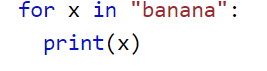 for x in "banana":
  print(x)